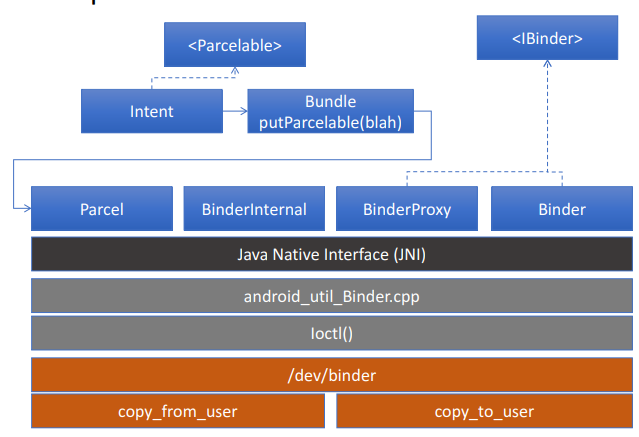 <Parcelable>
<IBinder>
Intent
Bundle
putParcelable(blah)
Parcel
BinderInternal
BinderProxy
Binder
Java Native Interface (JNI)
android_util_Binder.cpp
Ioctl()
/dev/binder
copy_from_user
copy_to_user